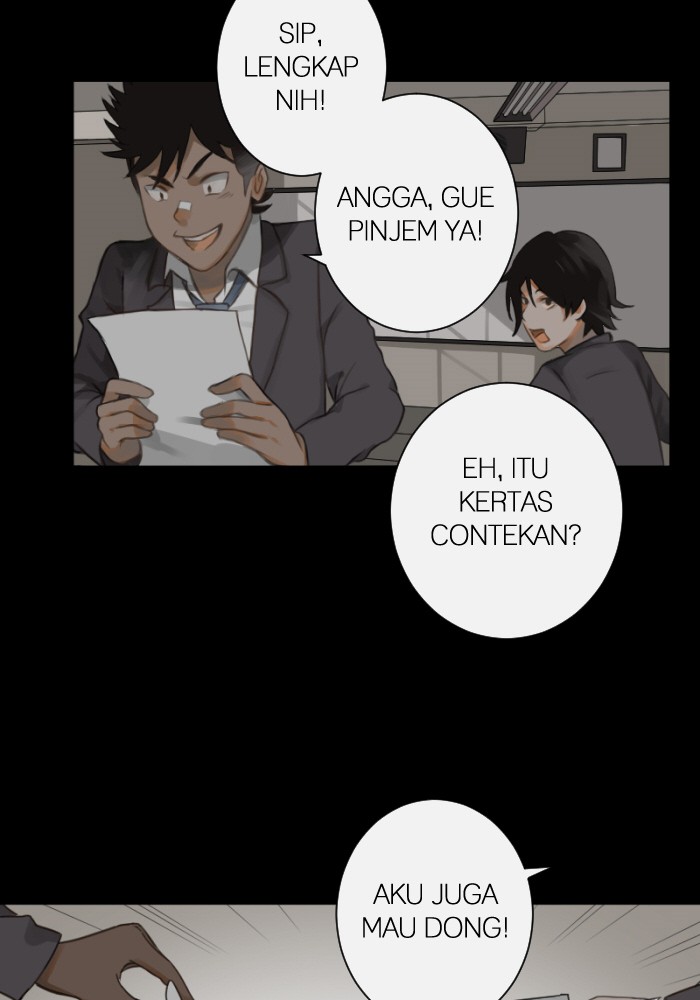 SIP,
LENGKAP
NIH!
ANGGA, GUE
PINJEM YA!
EH, ITU
KERTAS
CONTEKAN?
AKU JUGA
MAU DONG!